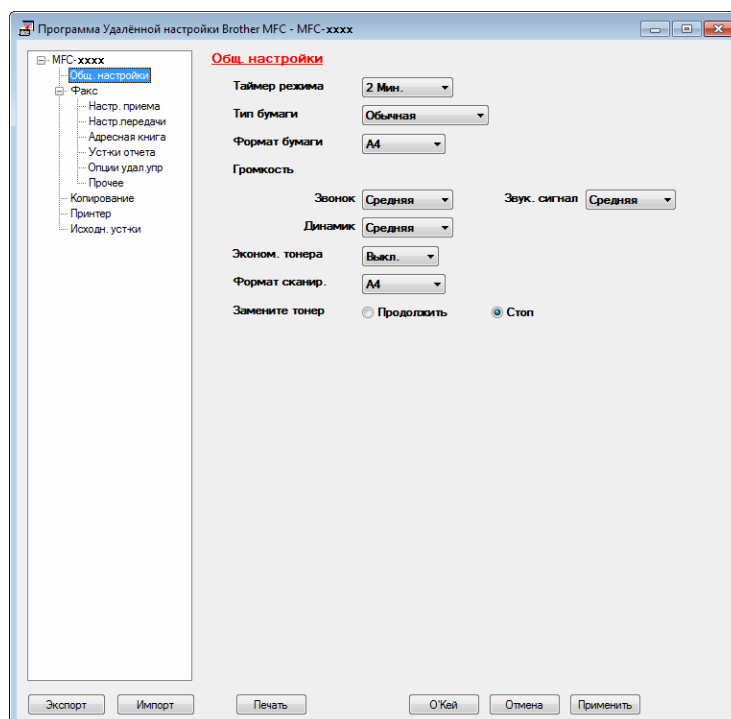 Программа Удалённой настройки Brother MFC - MFC-xxxx
MFC-xxxx
Общ. настройки
Факс
Настр. приема
Настр.передачи
Адресная книга
Уст-ки отчета
Опции удал.упр
Прочее
Копирование
Принтер
Исходн. уст-ки
Общ. настройки
Таймер режима 2 Мин.
Тип бумаги Обычная
Формат бумаги A4
Громкость
Звонок Средняя Звук. сигнал Средняя
Динамик Средняя
Эконом. тонера Выкл.
Формат сканир. A4
Замените тонер Продолжить Стоп
Экспорт Импорт Печать О'Кей Отмена Применить